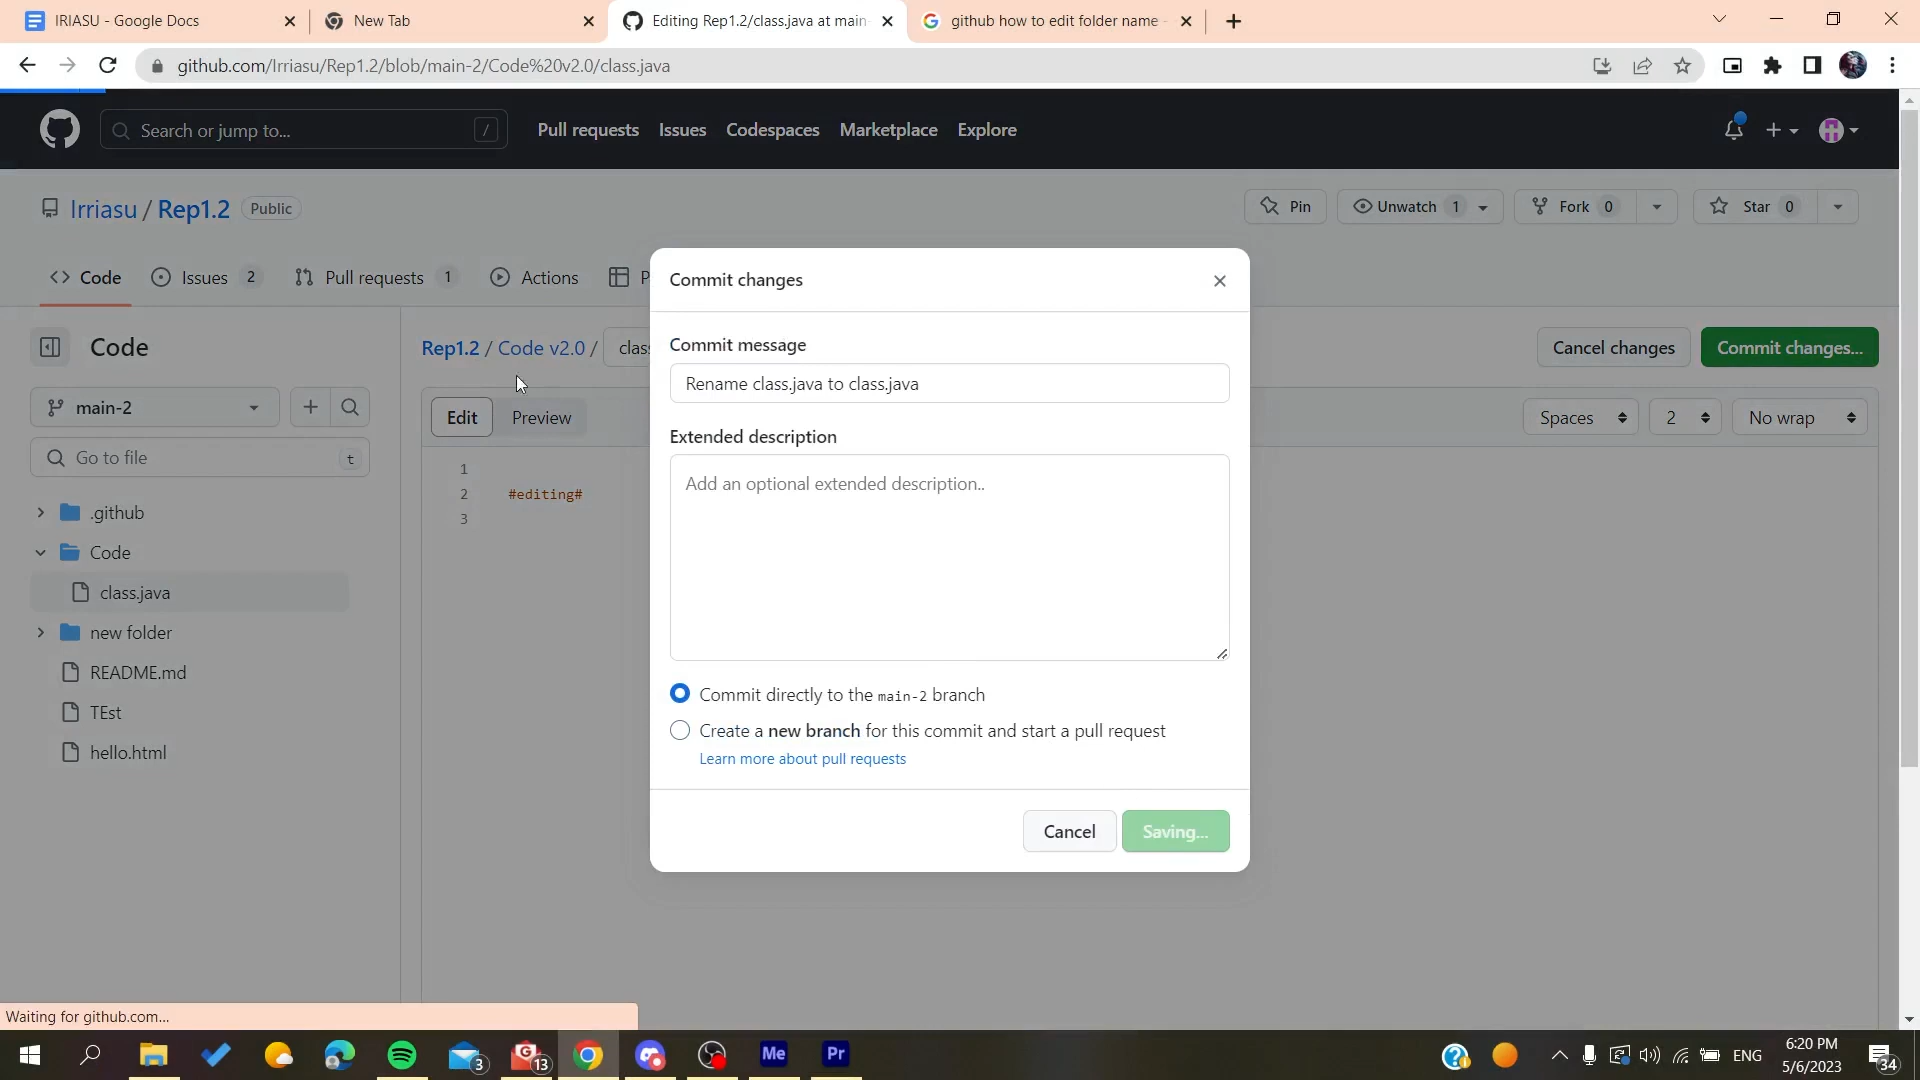 IRIASU - Google Docs
New Tab
Editing Rep1.2/class.java at main-
github how to edit folder name -
github.com/Irriasu/Rep1.2/blob/main-2/Code%20v2.0/class.java
Search or jump to...
/
Pull requests
Issues
Codespaces
Marketplace
Explore
Irriasu / Rep1.2
Public
Pin
Unwatch 1
Fork 0
Star 0
Code
Issues 2
Pull requests 1
Actions
P
Code
main-2
Go to file
t
.github
Code
class.java
new folder
README.md
TEst
hello.html
Rep1.2 / Code v2.0 /
clas
Cancel changes
Commit changes...
Edit
Preview
Spaces
2
No wrap
1
2 #editing#
3
Commit changes
Commit message
Rename class.java to class.java
Extended description
Add an optional extended description..
Commit directly to the main-2 branch
Create a new branch for this commit and start a pull request
Learn more about pull requests
Cancel
Saving...
Waiting for github.com...
3
G
13
Me
Pr
ENG
6:20 PM
5/6/2023
34